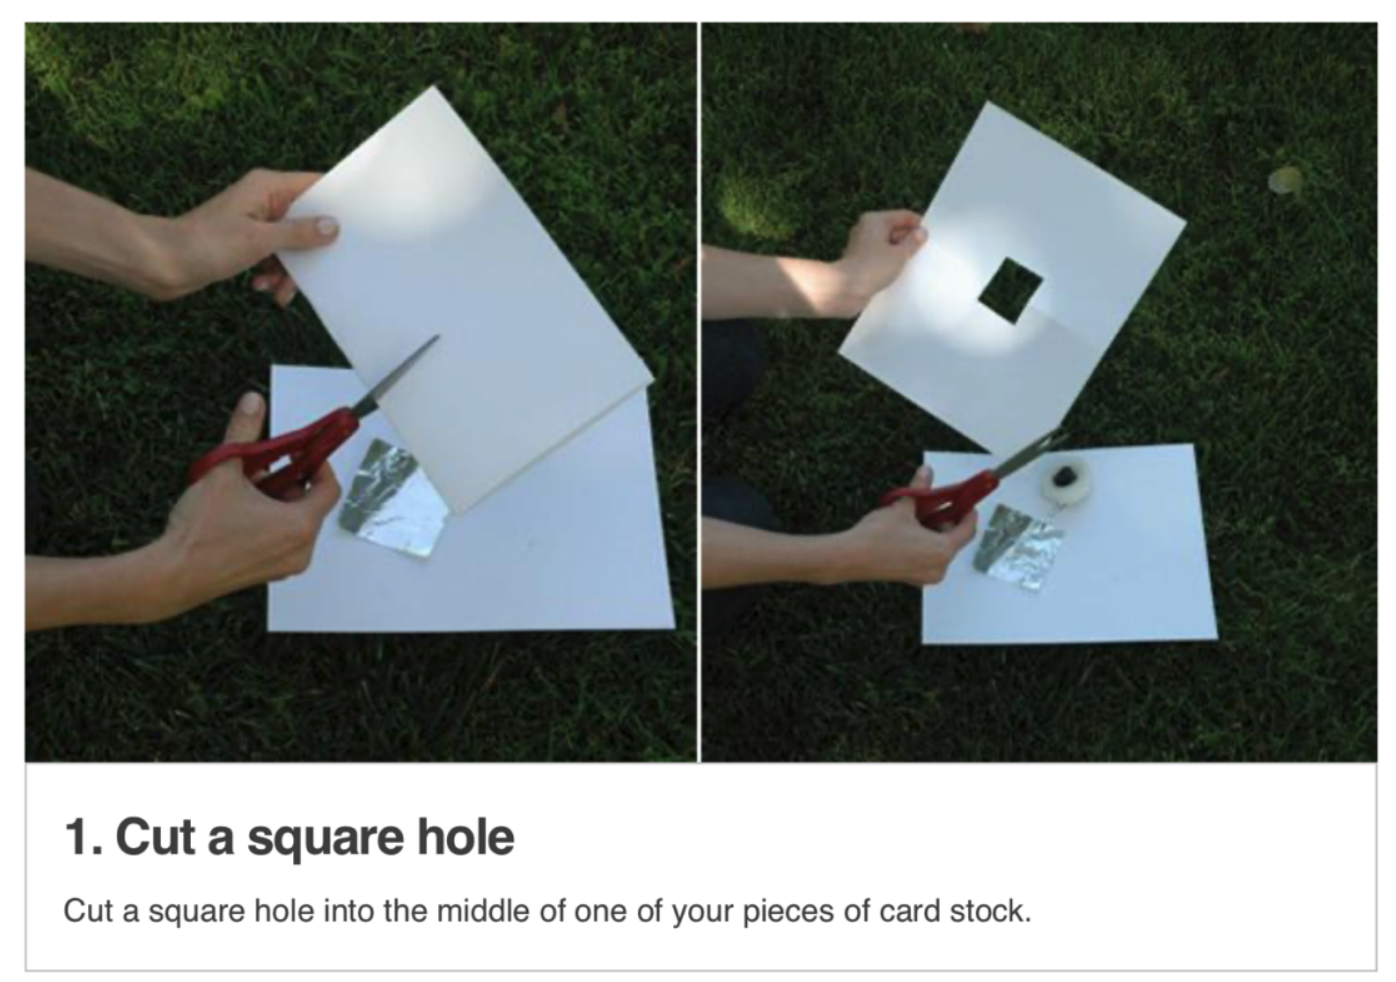 1. Cut a square hole
Cut a square hole into the middle of one of your pieces of card stock.